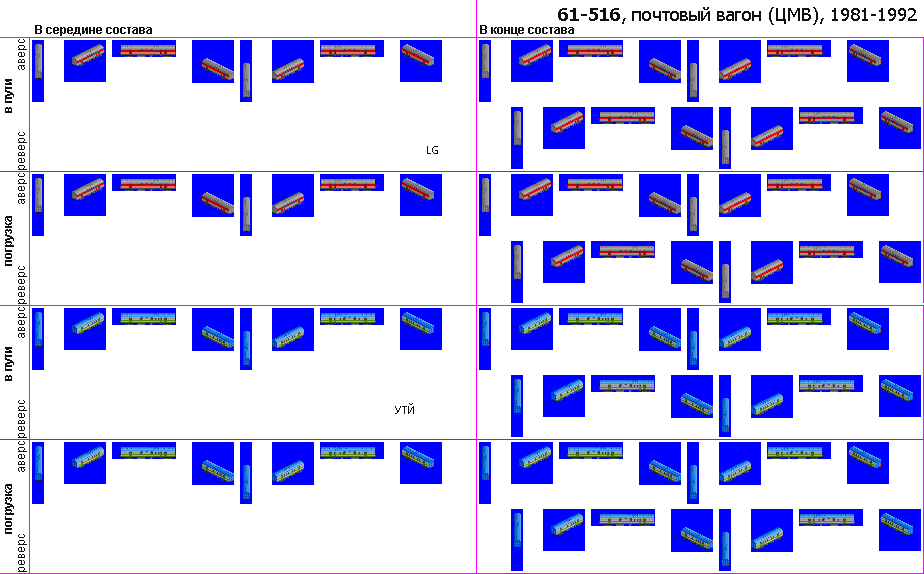 61-516, почтовый вагон (ЦМВ), 1981-1992
В середине состава
В конце состава
аверс
в пути
реверс
LG
аверс
погрузка
реверс
аверс
в пути
реверс
УТЙ
аверс
погрузка
реверс